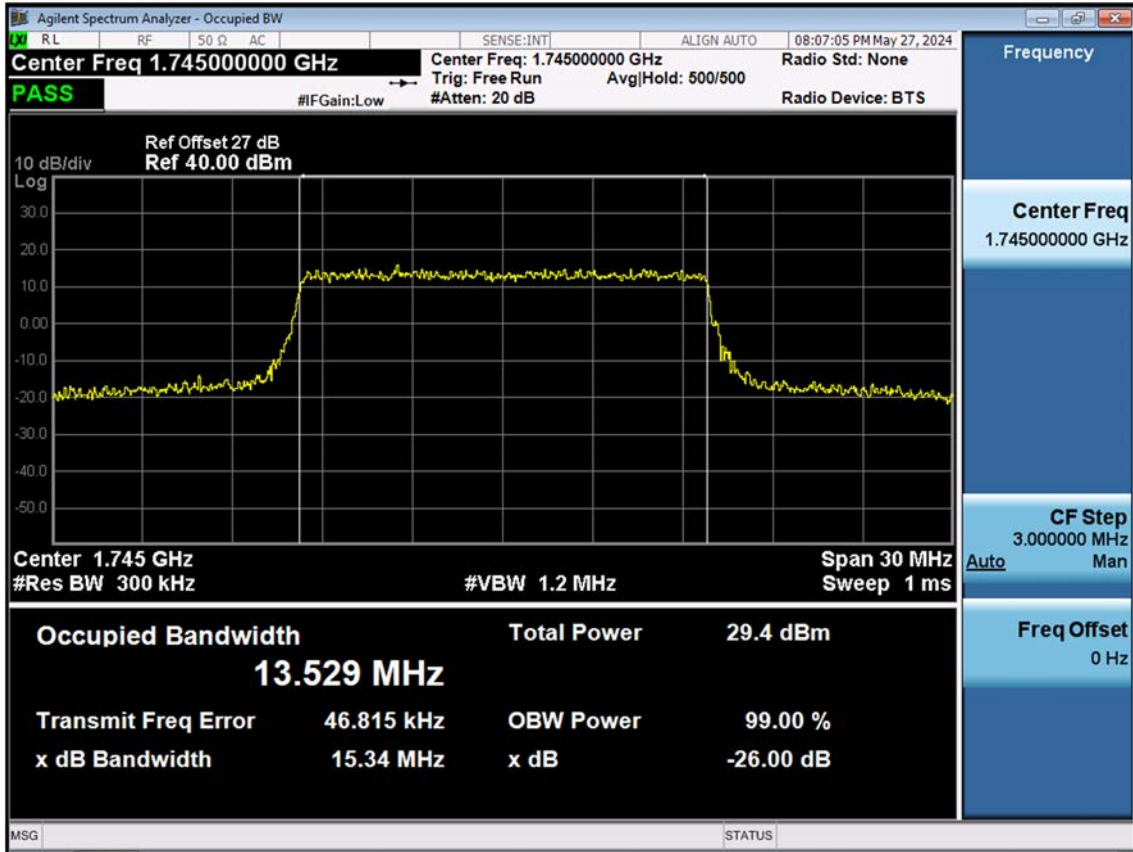 Agilent Spectrum Analyzer - Occupied BW
LXI RL RF 50 Ω AC SENSE:INT ALIGN AUTO 08:07:05 PM May 27, 2024
Center Freq 1.745000000 GHz Center Freq: 1.745000000 GHz Radio Std: None
Trig: Free Run Avg|Hold: 500/500
PASS #IFGain:Low #Atten: 20 dB Radio Device: BTS
Ref Offset 27 dB
10 dB/div Ref 40.00 dBm
Log
30.0
20.0
10.0
0.00
-10.0
-20.0
-30.0
-40.0
-50.0
Center 1.745 GHz Span 30 MHz
#Res BW 300 kHz #VBW 1.2 MHz Sweep 1 ms
Occupied Bandwidth Total Power 29.4 dBm
13.529 MHz
Transmit Freq Error 46.815 kHz OBW Power 99.00 %
x dB Bandwidth 15.34 MHz x dB -26.00 dB
MSG STATUS
Frequency
Center Freq
1.745000000 GHz
CF Step
3.000000 MHz
Auto Man
Freq Offset
0 Hz